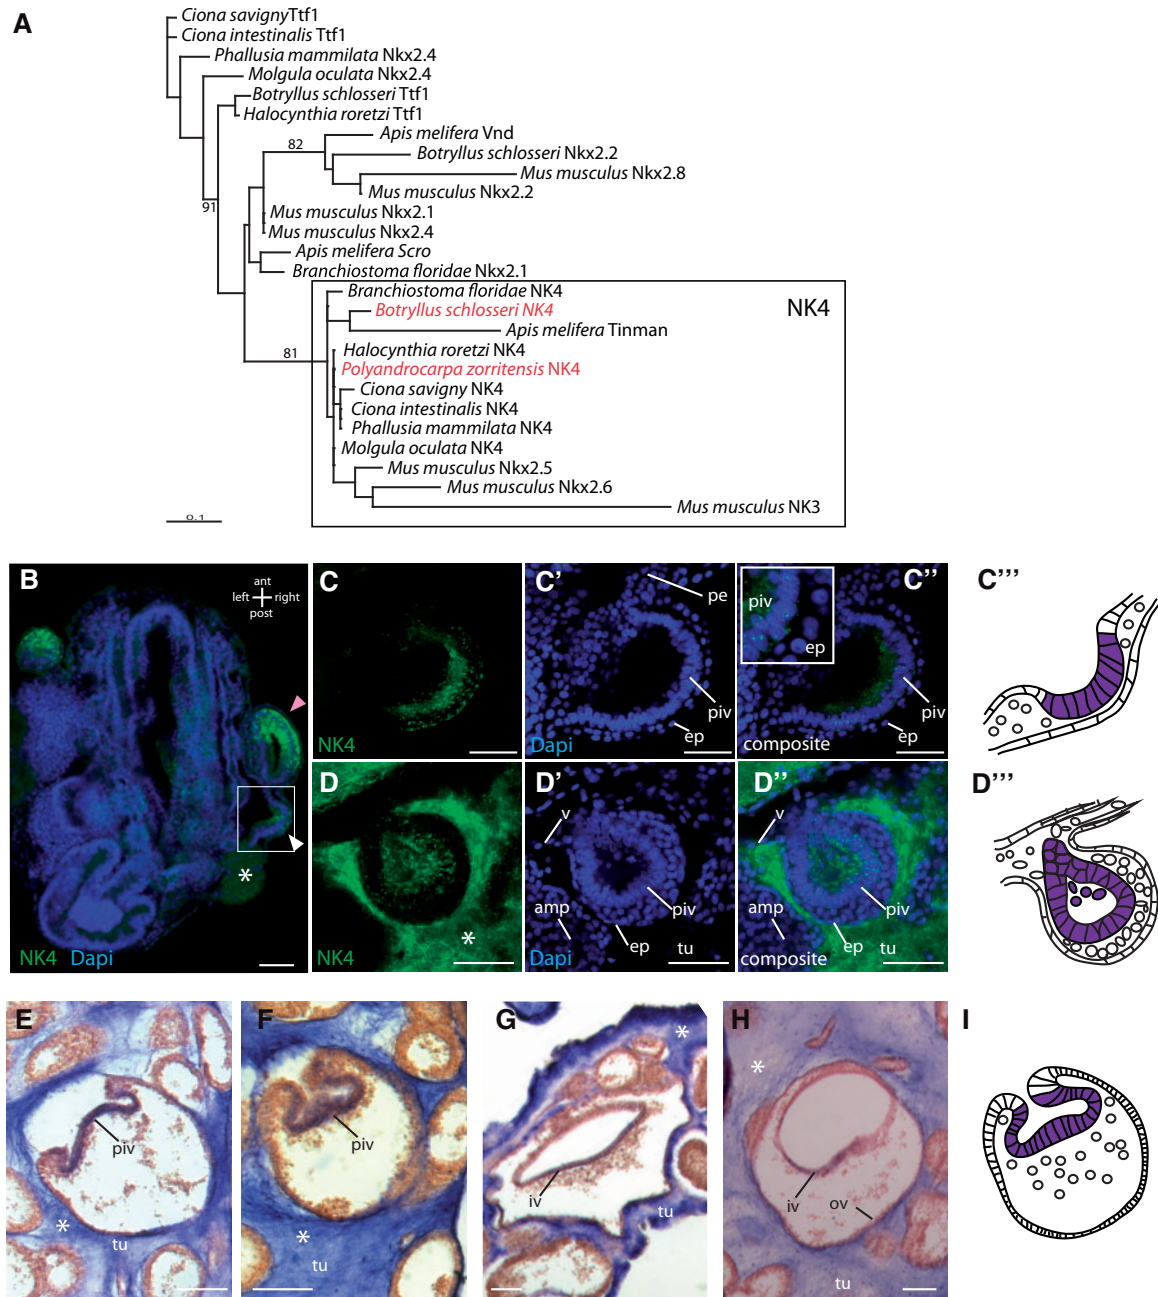 A
Ciona savignyTtf1
Ciona intestinalis Ttf1
Phallusia mammilata Nkx2.4
Molgula oculata Nkx2.4
Botryllus schlosseri Ttf1
Halocynthia roretzi Ttf1
Apis melifera Vnd
82
Botryllus schlosseri Nkx2.2
Mus musculus Nkx2.8
Mus musculus Nkx2.2
91
Mus musculus Nkx2.1
Mus musculus Nkx2.4
Apis melifera Scro
Branchiostoma floridae Nkx2.1
Branchiostoma floridae NK4
NK4
Botryllus schlosseri NK4
Apis melifera Tinman
81
Halocynthia roretzi NK4
Polyandrocarpa zorritensis NK4
Ciona savigny NK4
Ciona intestinalis NK4
Phallusia mammilata NK4
Molgula oculata NK4
Mus musculus Nkx2.5
Mus musculus Nkx2.6
Mus musculus NK3
B
ant
left right
post
*
NK4 Dapi
C
NK4
C'
pe
piv
ep
Dapi
C''
piv
ep
piv
ep
composite
C'''
D
*
NK4
D'
v
amp
piv
ep
tu
Dapi
D''
v
amp
piv
ep
tu
composite
D'''
E
piv
*
tu
F
piv
*
tu
G
*
iv
tu
H
*
iv
ov
tu
I